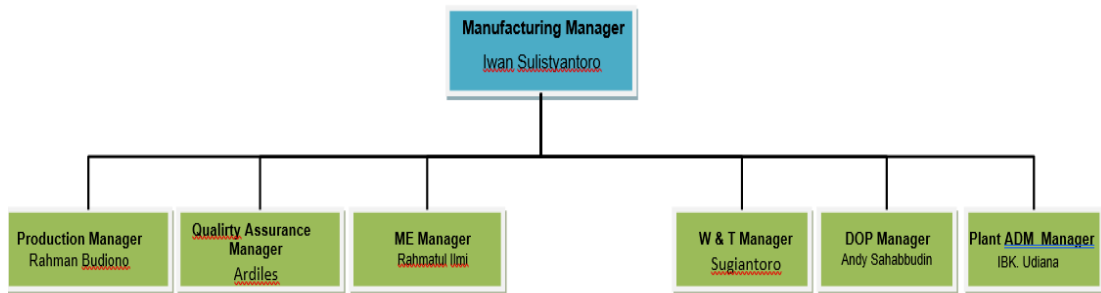 Manufacturing Manager
Iwan Sulistyantoro
Production Manager
Rahman Budiono
Qualirty Assurance
Manager
Ardiles
ME Manager
Rahmatul Ilmi
W & T Manager
Sugiantoro
DOP Manager
Andy Sahabbudin
Plant ADM Manager
IBK. Udiana